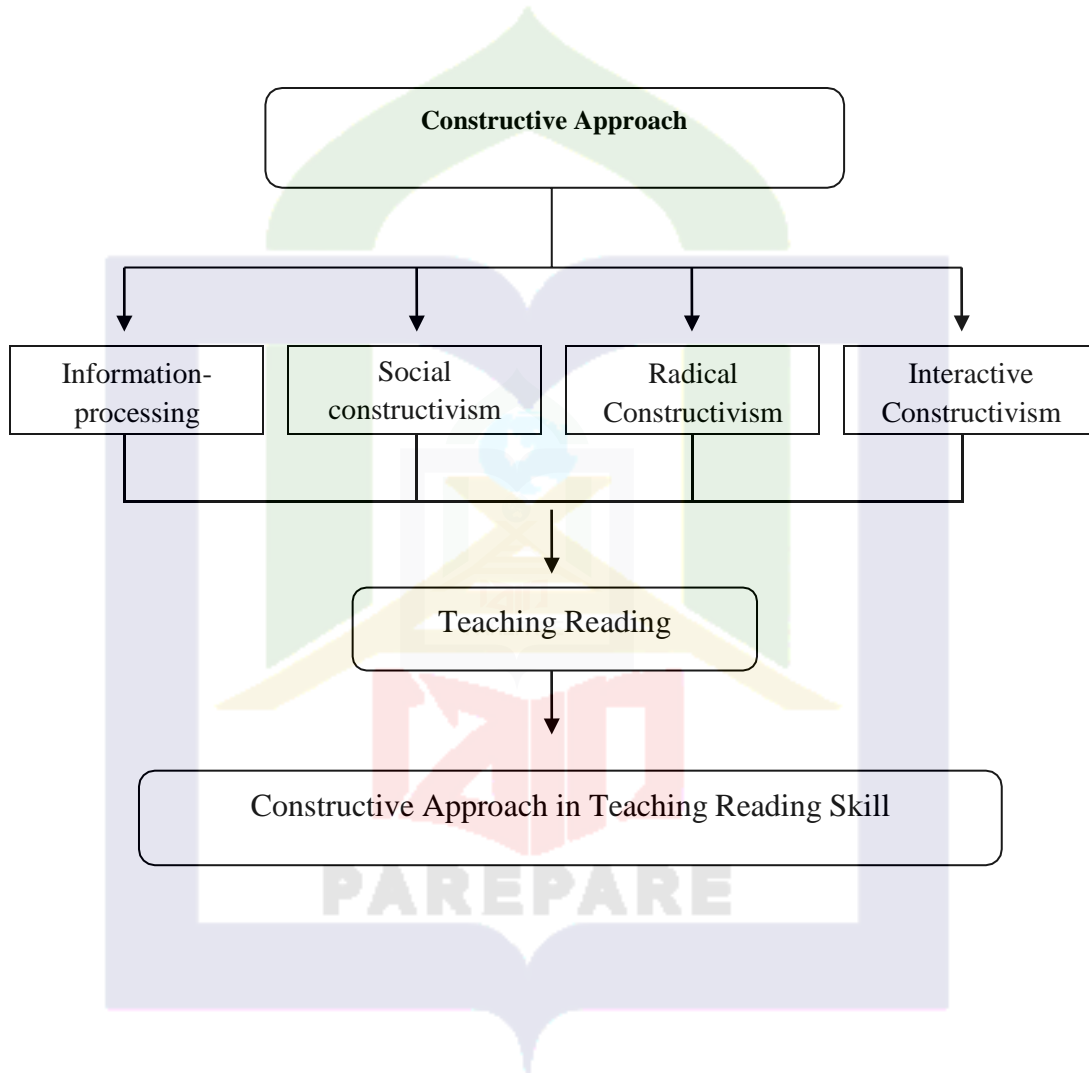 Constructive Approach
Information-
processing
Social
constructivism
Radical
Constructivism
Interactive
Constructivism
Teaching Reading
Constructive Approach in Teaching Reading Skill
PAREPARE